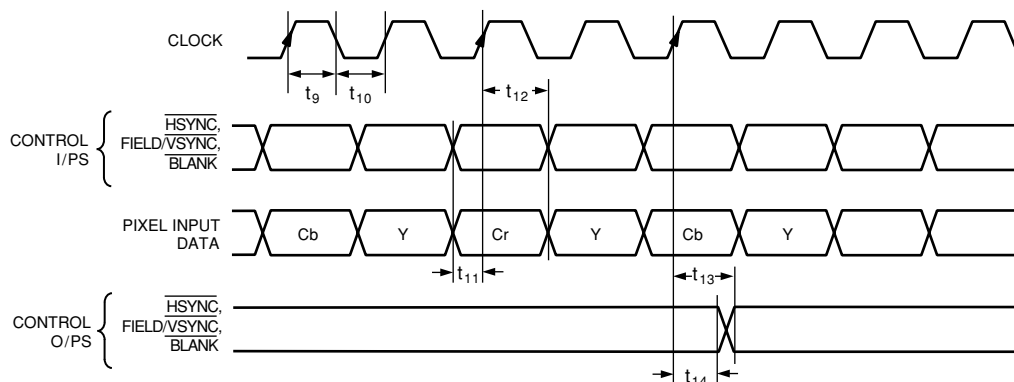 CLOCK
t9 t10 t12
CONTROL I/PS
HSYNC,
FIELD/VSYNC,
BLANK
PIXEL INPUT
DATA
Cb Y Cr Y Cb Y
t11 t13
CONTROL O/PS
HSYNC,
FIELD/VSYNC,
BLANK
t14